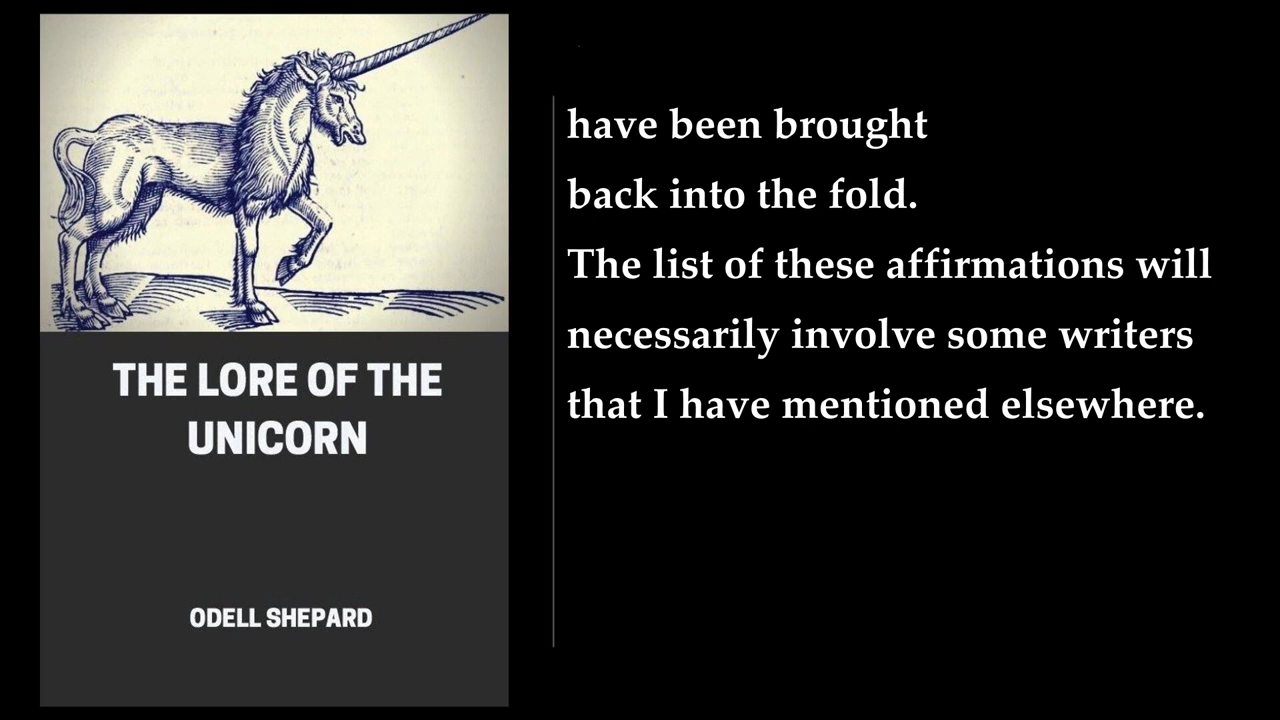 THE LORE OF THE
UNICORN
ODELL SHEPARD
have been brought
back into the fold.
The list of these affirmations will
necessarily involve some writers
that I have mentioned elsewhere.